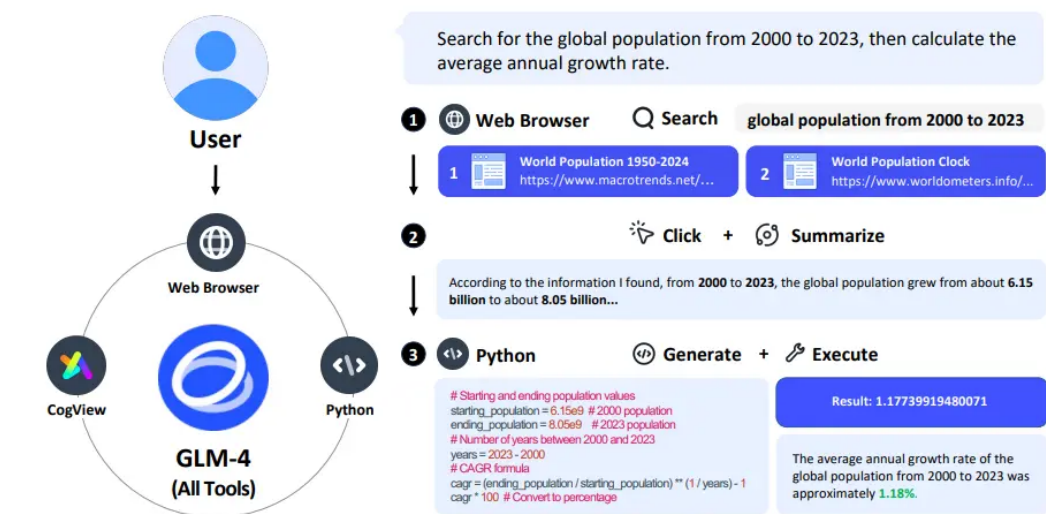 Search for the global population from 2000 to 2023, then calculate the
average annual growth rate.
User
1 Web Browser Search global population from 2000 to 2023
1 World Population 1950-2024
https://www.macrotrends.net/...
2 World Population Clock
https://www.worldometers.info/...
2 Click + Summarize
According to the information I found, from 2000 to 2023, the global population grew from about 6.15
billion to about 8.05 billion...
3 Python Generate + Execute
# Starting and ending population values
starting_population = 6.15e9 # 2000 population
ending_population = 8.05e9 # 2023 population
# Number of years between 2000 and 2023
years = 2023 - 2000
# CAGR formula
cagr = (ending_population / starting_population) ** (1 / years) - 1
cagr * 100 # Convert to percentage
Result: 1.17739919480071
The average annual growth rate of the
global population from 2000 to 2023 was
approximately 1.18%.
Web Browser
CogView
Python
GLM-4
(All Tools)